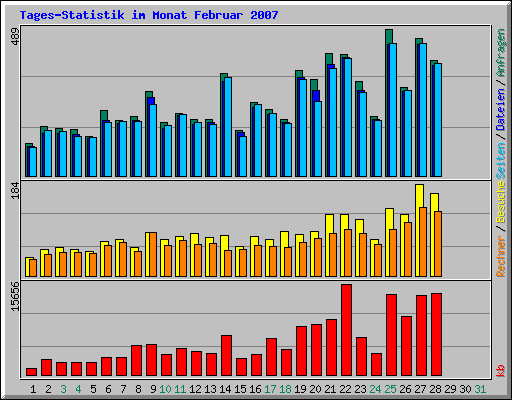 Tages-Statistik im Monat Februar 2007
489
184
15656
Rechner / Besuche Seiten / Dateien / Anfragen
kb
1 2 3 4 5 6 7 8 9 10 11 12 13 14 15 16 17 18 19 20 21 22 23 24 25 26 27 28 29 30 31